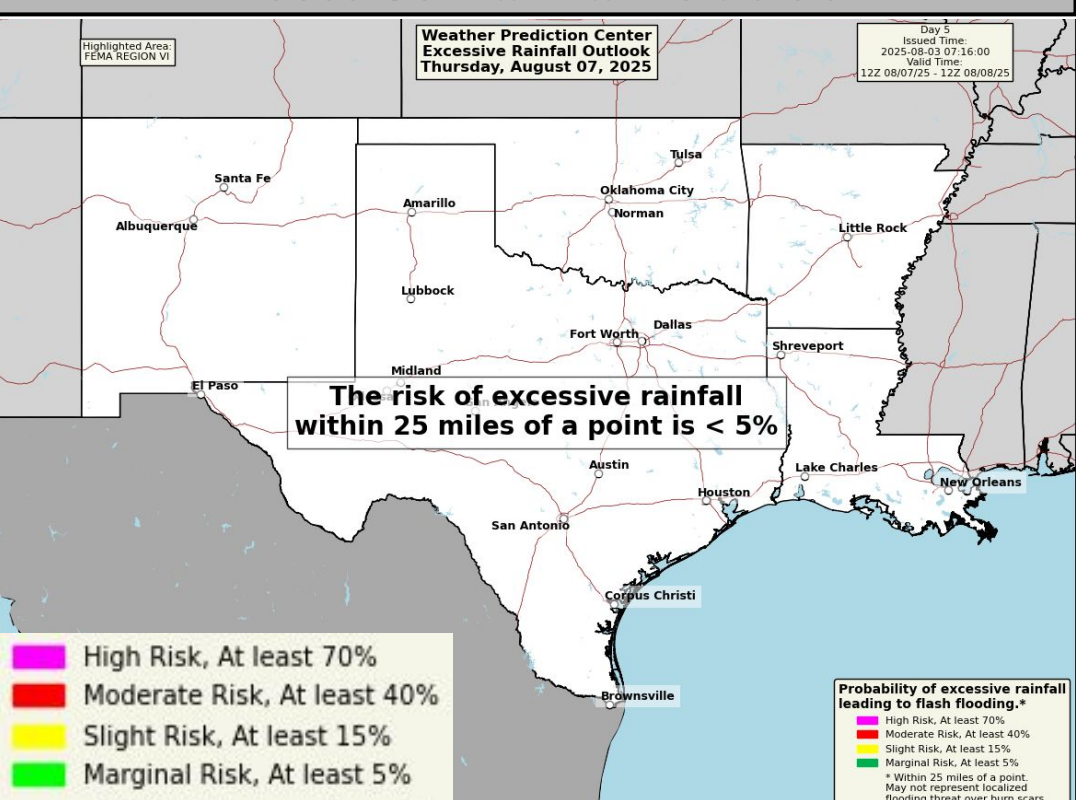 Highlighted Area:
FEMA REGION VI
Weather Prediction Center
Excessive Rainfall Outlook
Thursday, August 07, 2025
Day 5
Issued Time:
2025-08-03 07:16:00
Valid Time:
12Z 08/07/25 - 12Z 08/08/25
Tulsa
Santa Fe
Oklahoma City
Amarillo
Norman
Albuquerque
Little Rock
Lubbock
Dallas
Fort Worth
Shreveport
Midland
El Paso
The risk of excessive rainfall
within 25 miles of a point is < 5%
Austin
Lake Charles
New Orleans
Houston
San Antonio
Corpus Christi
Brownsville
High Risk, At least 70%
Moderate Risk, At least 40%
Slight Risk, At least 15%
Marginal Risk, At least 5%
Probability of excessive rainfall
leading to flash flooding.*
High Risk, At least 70%
Moderate Risk, At least 40%
Slight Risk, At least 15%
Marginal Risk, At least 5%
* Within 25 miles of a point.
May not represent localized
flooding threat over burn scars